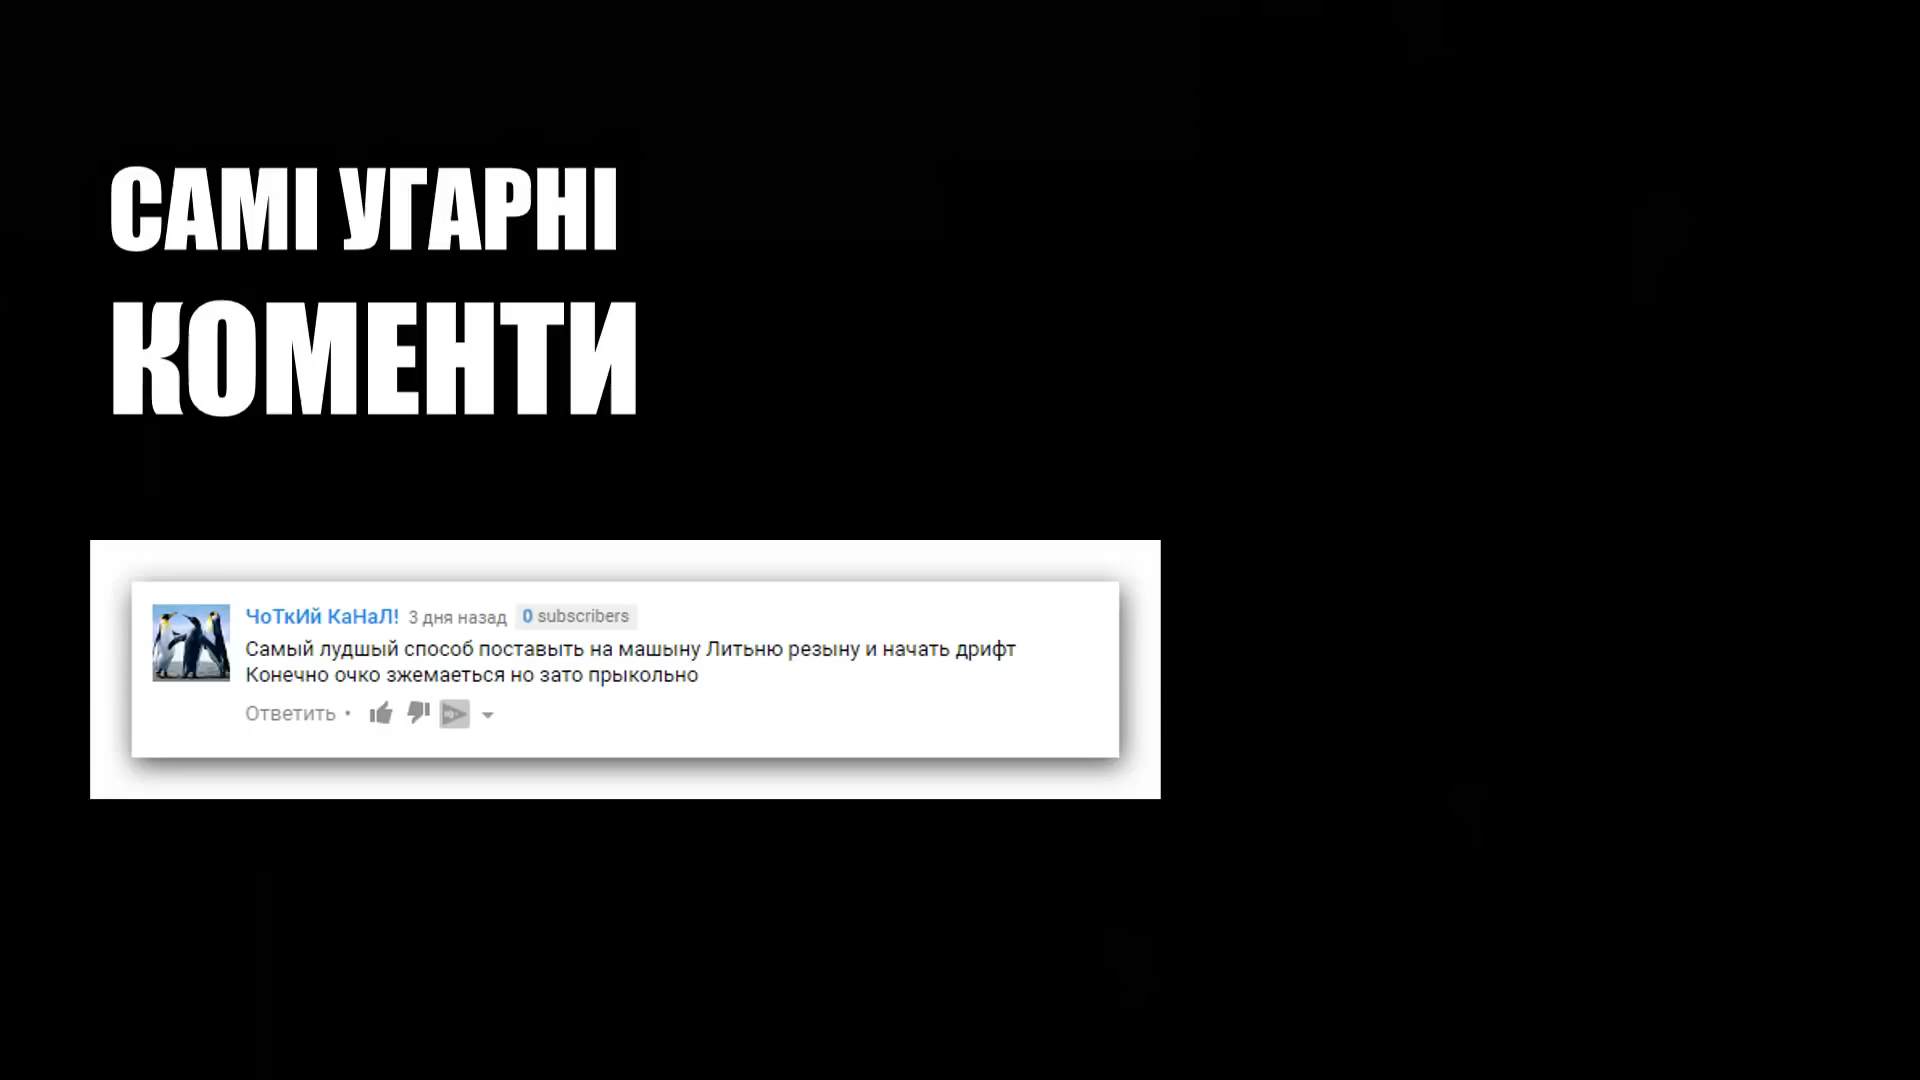 САМІ УГАРНІ
КОМЕНТИ
ЧоТкИй КаНаЛ! 3 дня назад 0 subscribers
Самый лудшый способ поставыть на машыну Литьню резыну и начать дрифт
Конечно очко зжемаеться но зато прыкольно
Ответить •